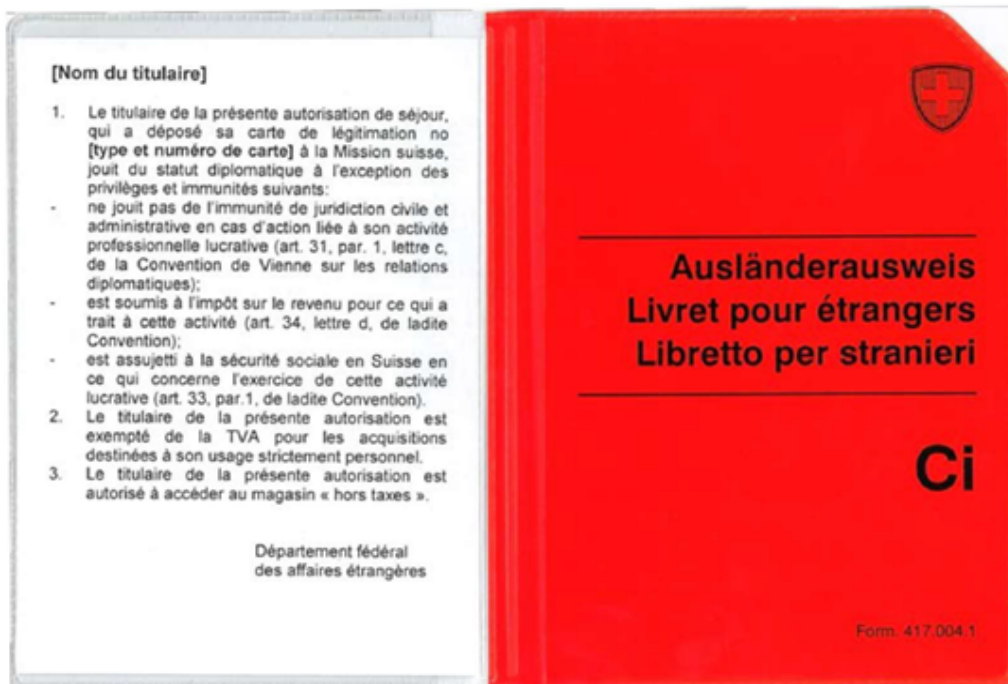 [Nom du titulaire]
1. Le titulaire de la présente autorisation de séjour,
qui a déposé sa carte de légitimation no
[type et numéro de carte] à la Mission suisse,
jouit du statut diplomatique à l'exception des
privilèges et immunités suivants:
- ne jouit pas de l'immunité de juridiction civile et
administrative en cas d'action liée à son activité
professionnelle lucrative (art. 31, par. 1, lettre c,
de la Convention de Vienne sur les relations
diplomatiques);
- est soumis à l'impôt sur le revenu pour ce qui a
trait à cette activité (art. 34, lettre d, de ladite
Convention);
- est assujetti à la sécurité sociale en Suisse en
ce qui concerne l'exercice de cette activité
lucrative (art. 33, par.1, de ladite Convention).
2. Le titulaire de la présente autorisation est
exempté de la TVA pour les acquisitions
destinées à son usage strictement personnel.
3. Le titulaire de la présente autorisation est
autorisé à accéder au magasin « hors taxes ».
Département fédéral
des affaires étrangères
Ausländerausweis
Livret pour étrangers
Libretto per stranieri
Ci
Form. 417.004.1